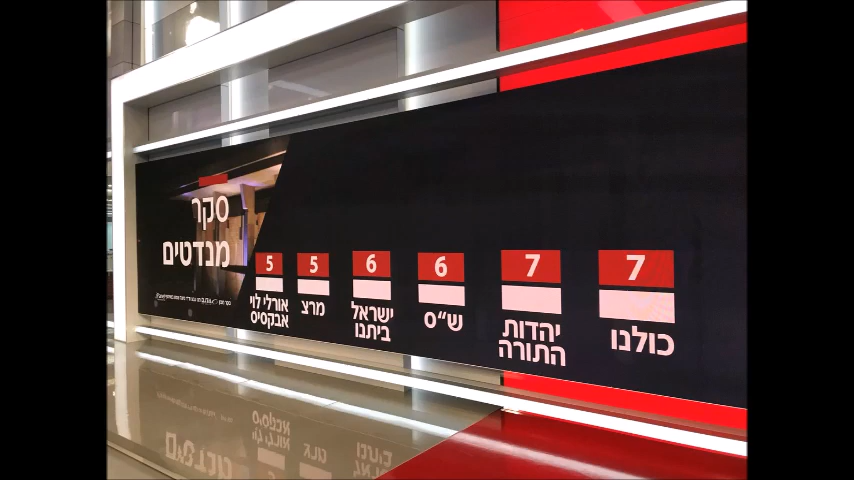 סקר
מנדטים
7
כולנו
7
יהדות
התורה
6
ש"ס
6
ישראל
ביתנו
5
מרצ
5
אורלי לוי
אבקסיס